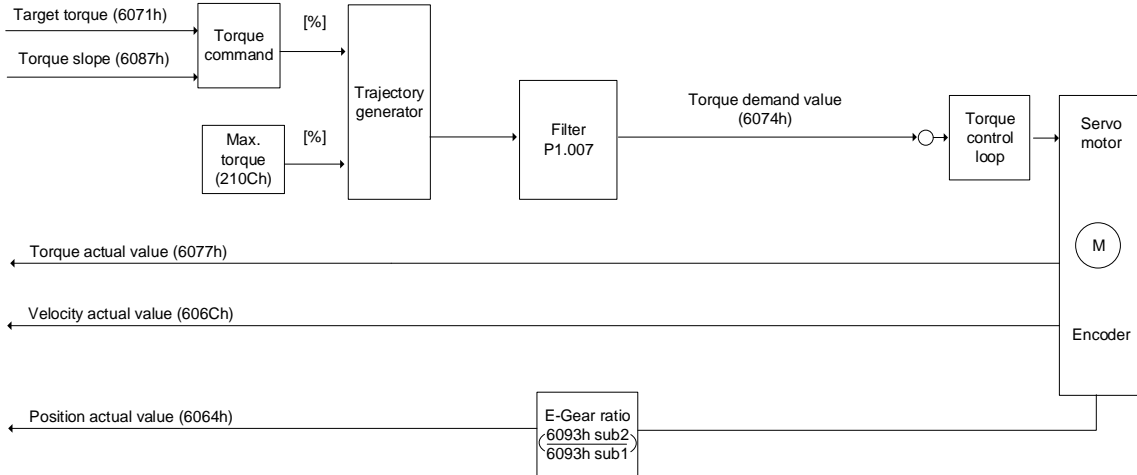 Target torque (6071h)
[%]
Torque
command
Torque slope (6087h)
Trajectory
generator
Max.
torque
(210Ch)
[%]
Filter
P1.007
Torque demand value
(6074h)
Torque
control
loop
Servo
motor
M
Encoder
Torque actual value (6077h)
Velocity actual value (606Ch)
Position actual value (6064h)
E-Gear ratio
(6093h sub2
6093h sub1)